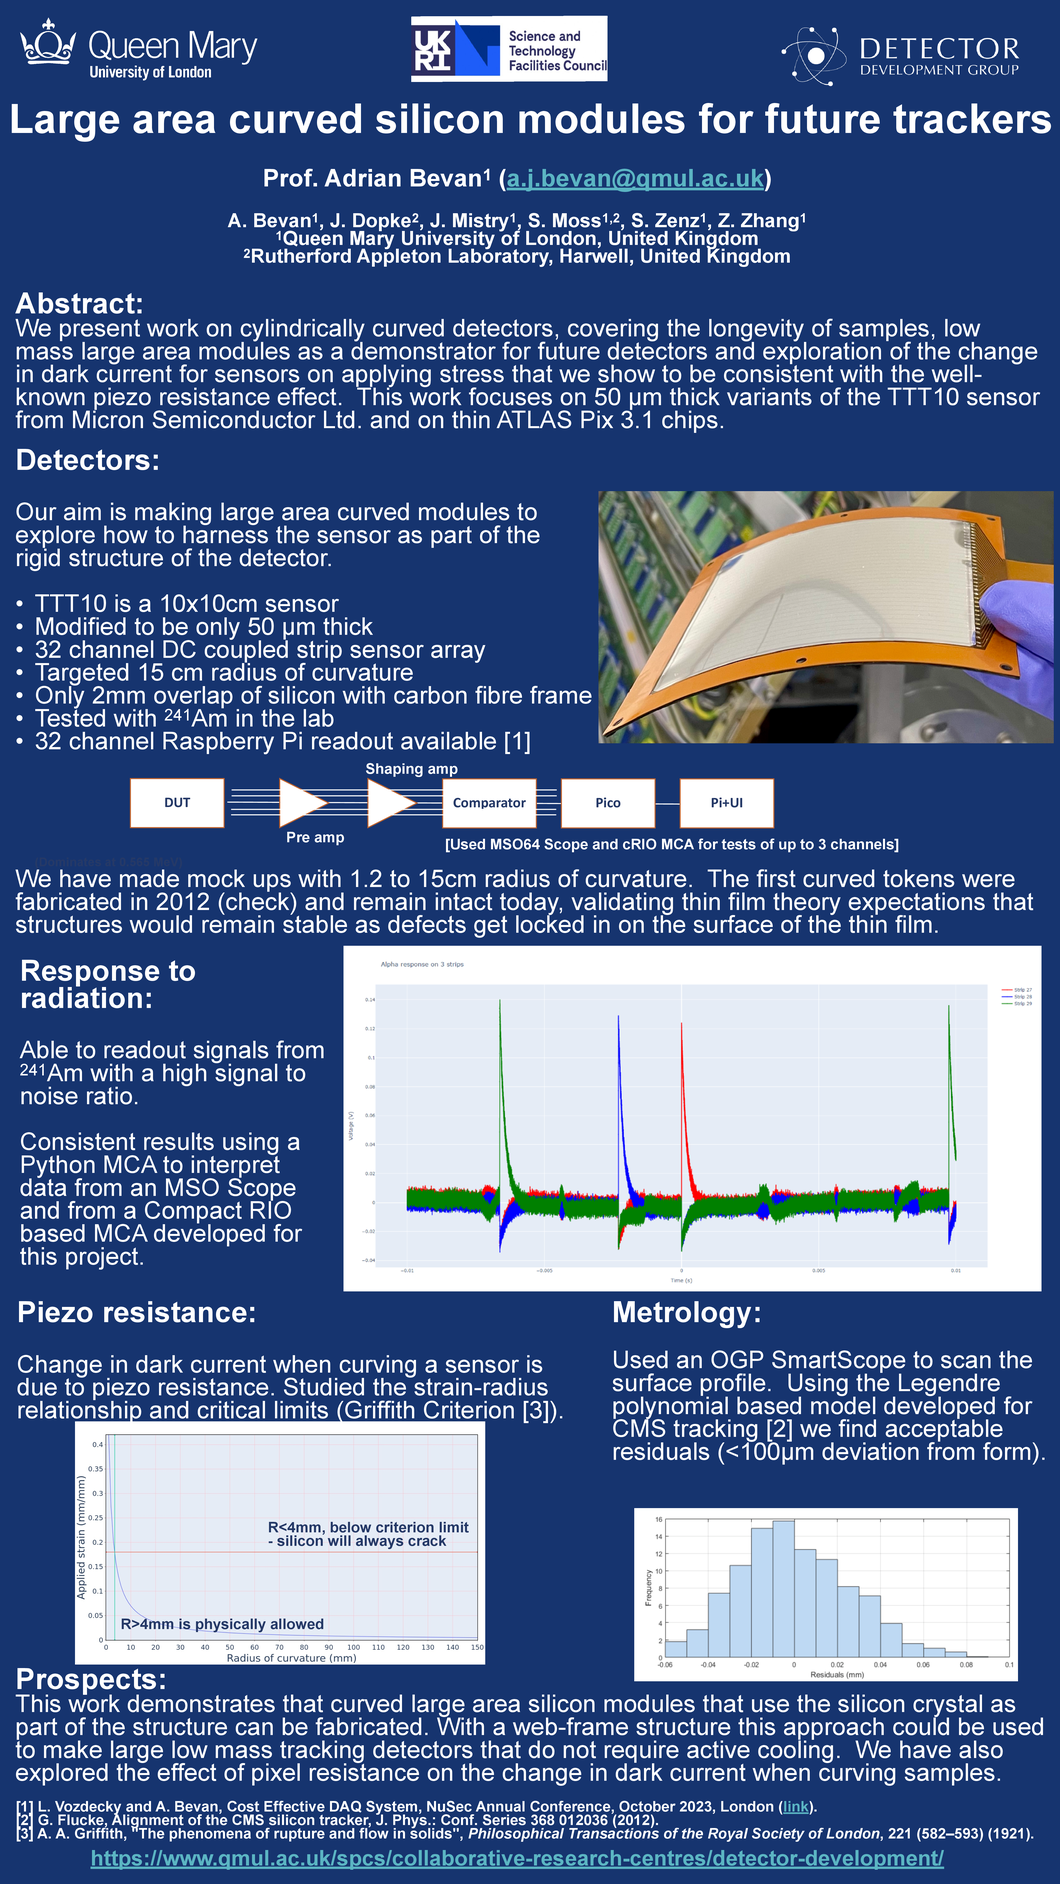 Queen Mary
University of London
UK
RI
Science and
Technology
Facilities Council
DETECTOR
DEVELOPMENT GROUP
Large area curved silicon modules for future trackers
Prof. Adrian Bevan¹ (a.j.bevan@qmul.ac.uk)
A. Bevan¹, J. Dopke², J. Mistry¹, S. Moss¹,², S. Zenz¹, Z. Zhang¹
¹Queen Mary University of London, United Kingdom
²Rutherford Appleton Laboratory, Harwell, United Kingdom
Abstract:
We present work on cylindrically curved detectors, covering the longevity of samples, low
mass large area modules as a demonstrator for future detectors and exploration of the change
in dark current for sensors on applying stress that we show to be consistent with the well-
known piezo resistance effect. This work focuses on 50 µm thick variants of the TTT10 sensor
from Micron Semiconductor Ltd. and on thin ATLAS Pix 3.1 chips.
Detectors:
Our aim is making large area curved modules to
explore how to harness the sensor as part of the
rigid structure of the detector.
• TTT10 is a 10x10cm sensor
• Modified to be only 50 µm thick
• 32 channel DC coupled strip sensor array
• Targeted 15 cm radius of curvature
• Only 2mm overlap of silicon with carbon fibre frame
• Tested with ²⁴¹Am in the lab
• 32 channel Raspberry Pi readout available [1]
Shaping amp
DUT
Comparator
Pico
Pi+UI
Pre amp
[Used MSO64 Scope and cRIO MCA for tests of up to 3 channels]
We have made mock ups with 1.2 to 15cm radius of curvature. The first curved tokens were
fabricated in 2012 (check) and remain intact today, validating thin film theory expectations that
structures would remain stable as defects get locked in on the surface of the thin film.
Response to
radiation:
Able to readout signals from
²⁴¹Am with a high signal to
noise ratio.
Consistent results using a
Python MCA to interpret
data from an MSO Scope
and from a Compact RIO
based MCA developed for
this project.
Alpha response on 3 strips
Strip 27
Strip 28
Strip 29
0.14
0.12
0.1
0.08
0.06
0.04
0.02
0
−0.02
−0.04
Voltage (V)
−0.01
−0.005
0
0.005
0.01
Time (s)
Piezo resistance:
Change in dark current when curving a sensor is
due to piezo resistance. Studied the strain-radius
relationship and critical limits (Griffith Criterion [3]).
0.4
0.35
0.3
0.25
0.2
0.15
0.1
0.05
0
Applied strain (mm/mm)
R<4mm, below criterion limit
- silicon will always crack
R>4mm is physically allowed
0 10 20 30 40 50 60 70 80 90 100 110 120 130 140 150
Radius of curvature (mm)
Metrology:
Used an OGP SmartScope to scan the
surface profile. Using the Legendre
polynomial based model developed for
CMS tracking [2] we find acceptable
residuals (<100µm deviation from form).
16
14
12
10
8
6
4
2
0
Frequency
-0.06 -0.04 -0.02 0 0.02 0.04 0.06 0.08 0.1
Residuals (mm)
Prospects:
This work demonstrates that curved large area silicon modules that use the silicon crystal as
part of the structure can be fabricated. With a web-frame structure this approach could be used
to make large low mass tracking detectors that do not require active cooling. We have also
explored the effect of pixel resistance on the change in dark current when curving samples.
[1] L. Vozdecky and A. Bevan, Cost Effective DAQ System, NuSec Annual Conference, October 2023, London (link).
[2] G. Flucke, Alignment of the CMS silicon tracker, J. Phys.: Conf. Series 368 012036 (2012).
[3] A. A. Griffith, "The phenomena of rupture and flow in solids", Philosophical Transactions of the Royal Society of London, 221 (582–593) (1921).
https://www.qmul.ac.uk/spcs/collaborative-research-centres/detector-development/